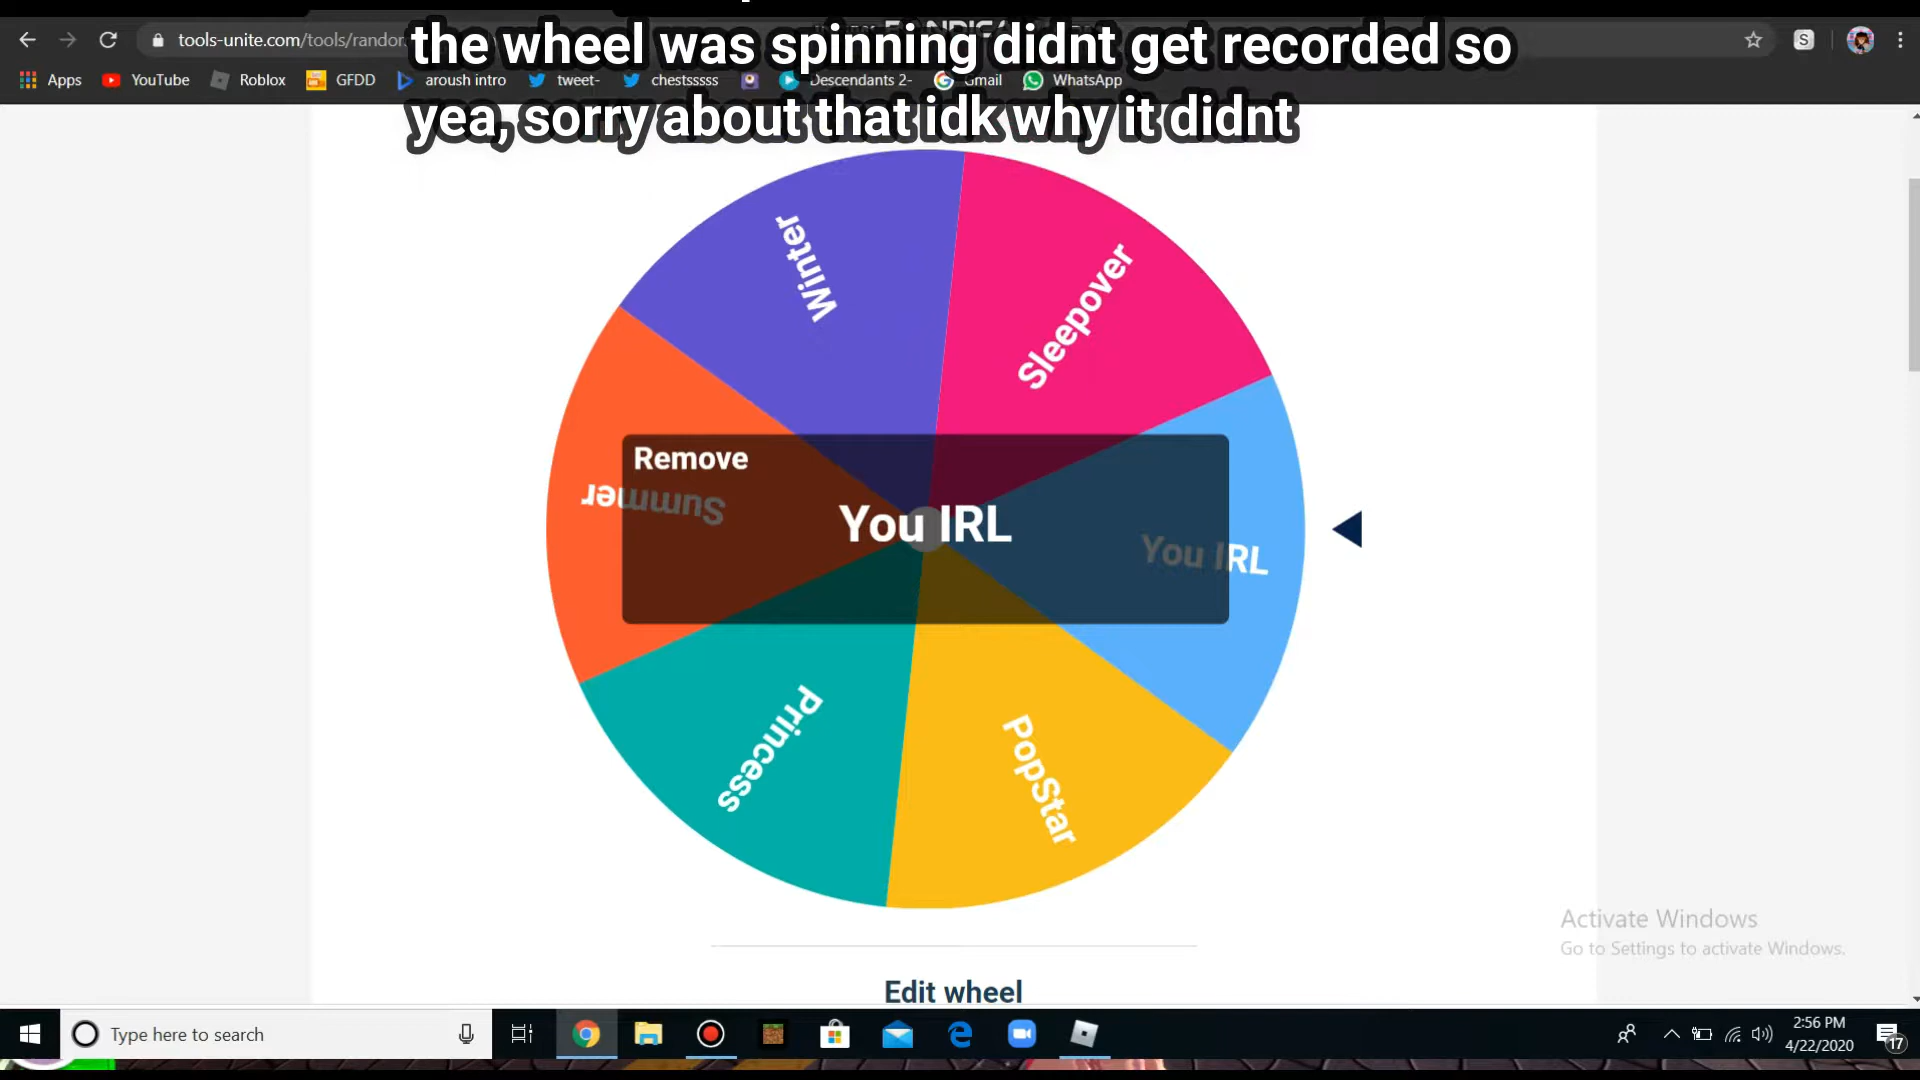 the wheel was spinning didnt get recorded so
yea, sorry about that idk why it didnt
tools-unite.com/tools/randor
S
Apps
YouTube
Roblox
GFDD
aroush intro
tweet-
chestsssss
Descendants 2-
Gmail
WhatsApp
Winter
Sleepover
Summer
Remove
You IRL
You IRL
Princess
PopStar
Edit wheel
Activate Windows
Go to Settings to activate Windows.
Type here to search
2:56 PM
4/22/2020
17